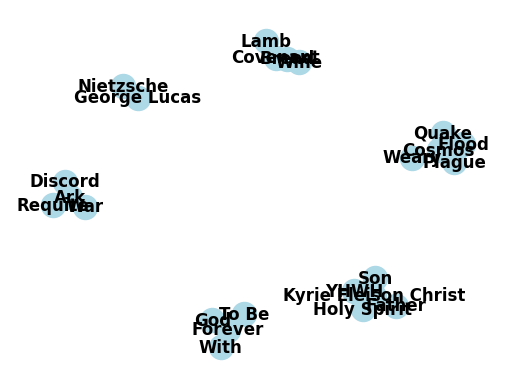 Lamb
Covenant
Bread
Wine
Nietzsche
George Lucas
Quake
Flood
Cosmos
Weary
Plague
Discord
Ark
Require
War
Son
YHWH
Kyrie Eleison Christ
Father
Holy Spirit
To Be
God
Forever
With